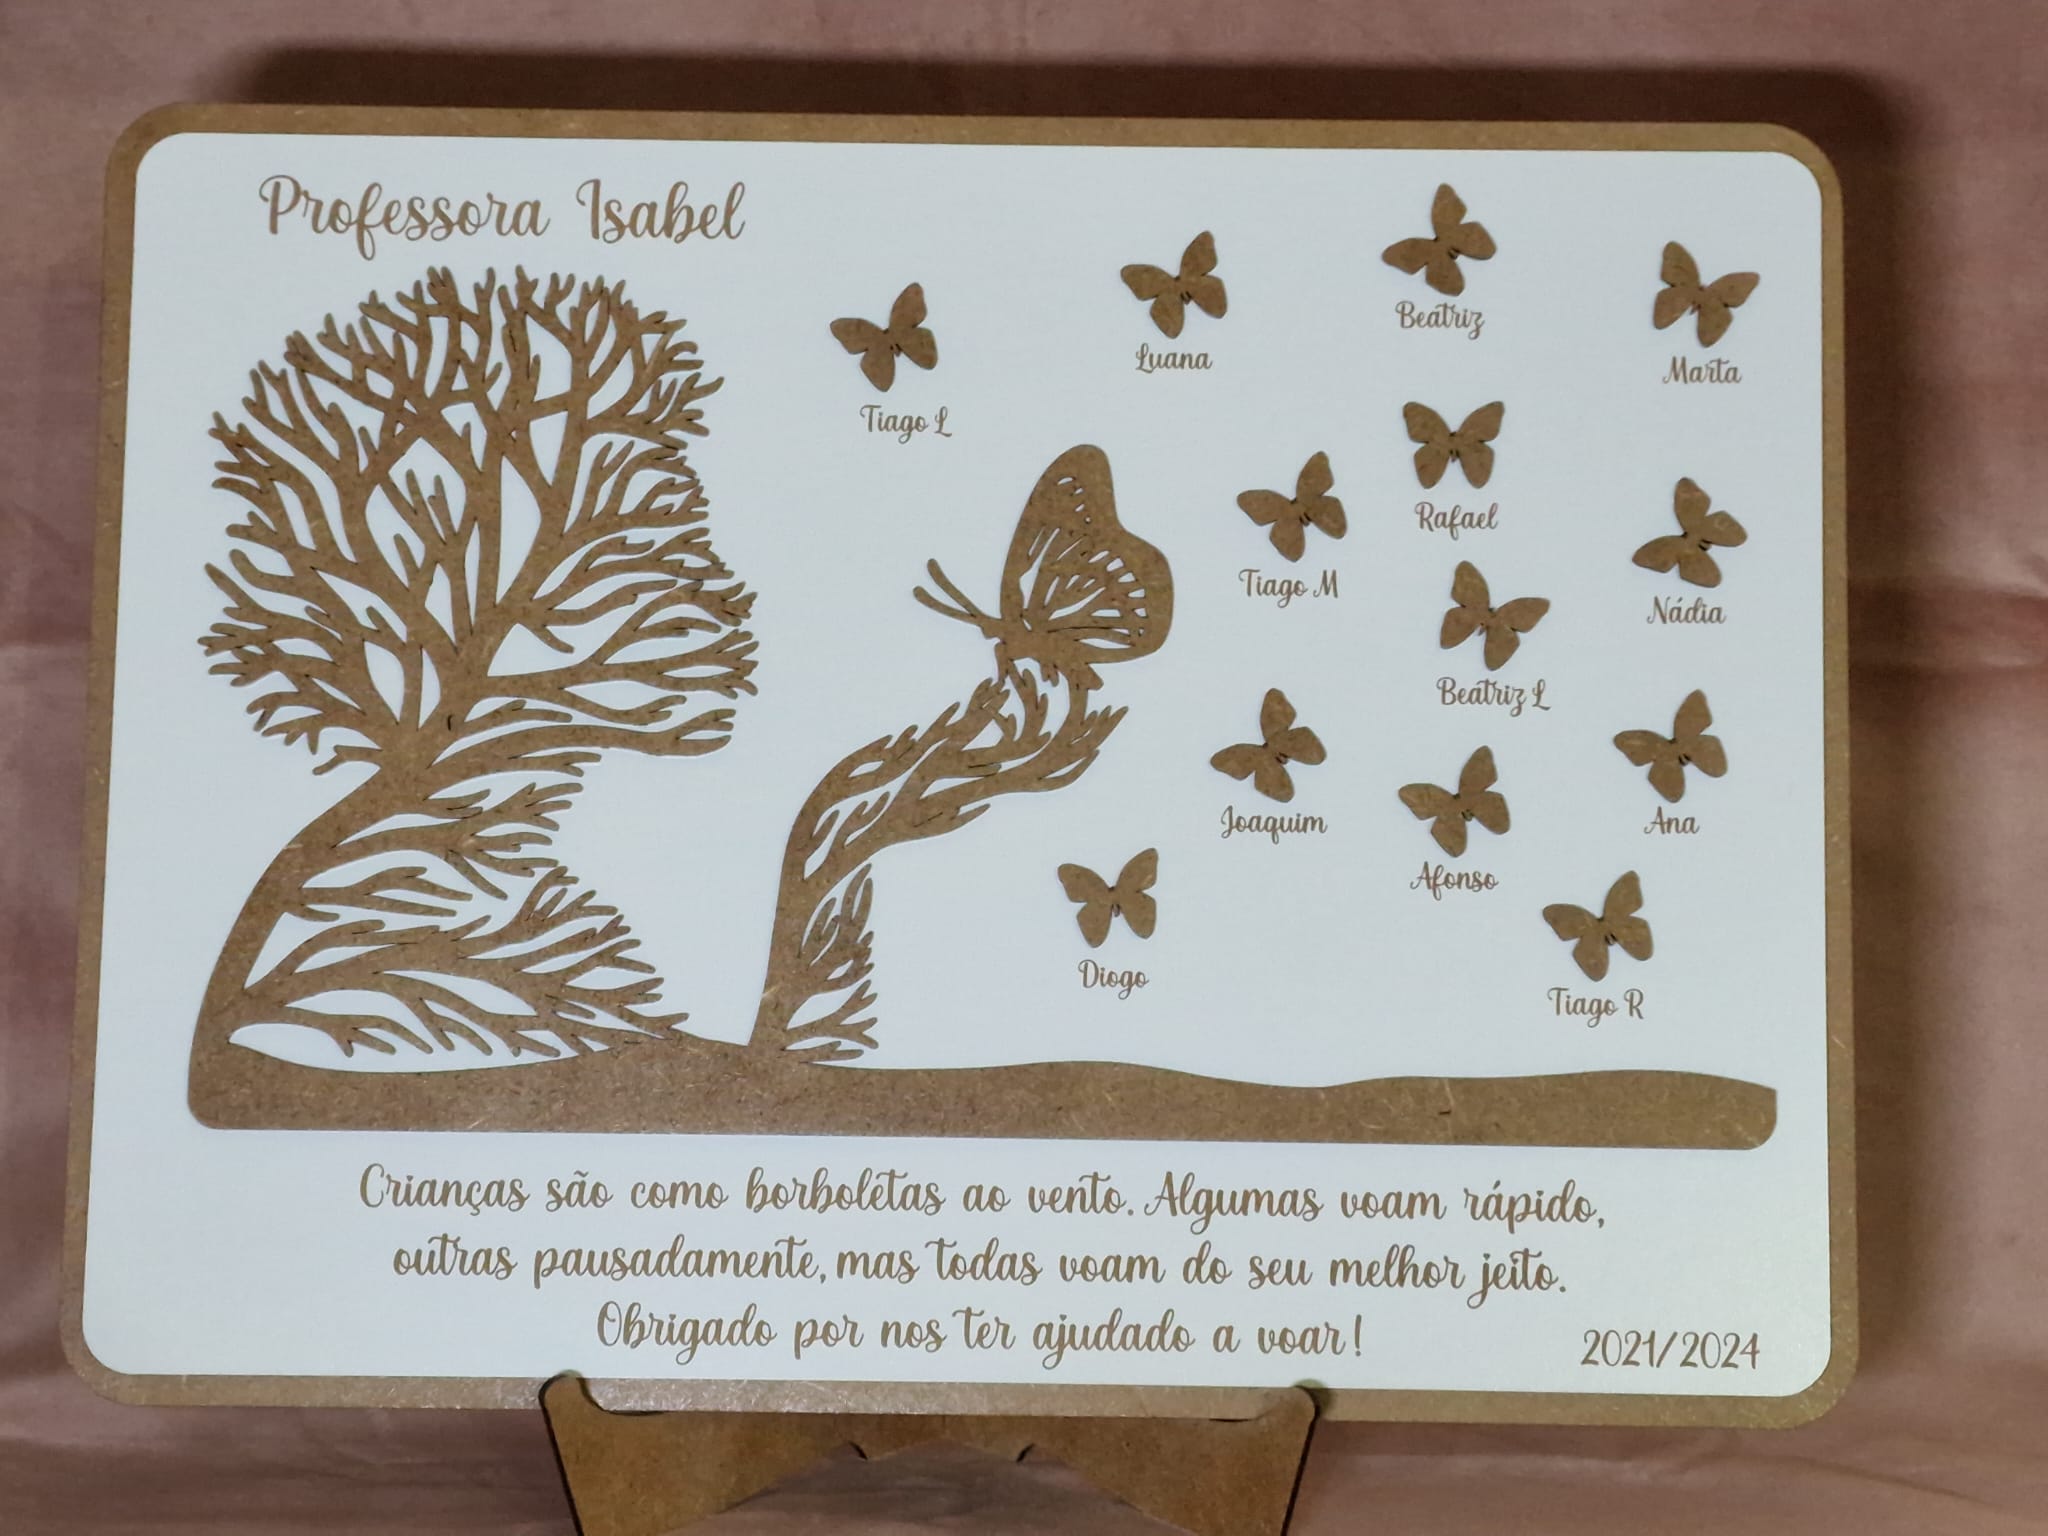 Professora Isabel
Tiago L
Luana
Beatriz
Marta
Tiago M
Rafael
Nádia
Beatriz L
Joaquim
Afonso
Ana
Diogo
Tiago R
Crianças são como borboletas ao vento. Algumas voam rápido,
outras pausadamente, mas todas voam do seu melhor jeito.
Obrigado por nos ter ajudado a voar!
2021/2024